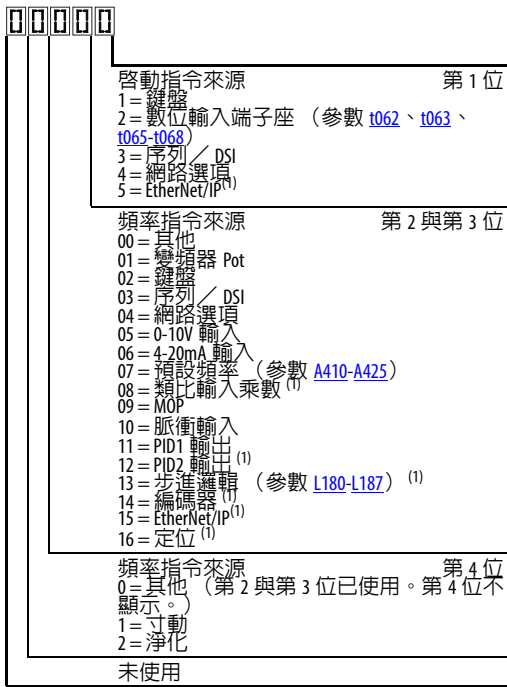 00000
啓動指令來源 第 1 位
1 = 鍵盤
2 = 數位輸入端子座 （參數 t062、t063、
t065-t068）
3 = 序列／ DSI
4 = 網路選項
5 = EtherNet/IP(1)
頻率指令來源 第 2 與第 3 位
00 = 其他
01 = 變頻器 Pot
02 = 鍵盤
03 = 序列／ DSI
04 = 網路選項
05 = 0-10V 輸入
06 = 4-20mA 輸入
07 = 預設頻率 （參數 A410-A425）
08 = 類比輸入乘數 (1)
09 = MOP
10 = 脈衝輸入
11 = PID1 輸出
12 = PID2 輸出 (1)
13 = 步進邏輯 （參數 L180-L187） (1)
14 = 編碼器 (1)
15 = EtherNet/IP(1)
16 = 定位 (1)
頻率指令來源 第 4 位
0 = 其他 （第 2 與第 3 位已使用。第 4 位不
顯示。）
1 = 寸動
2 = 淨化
未使用